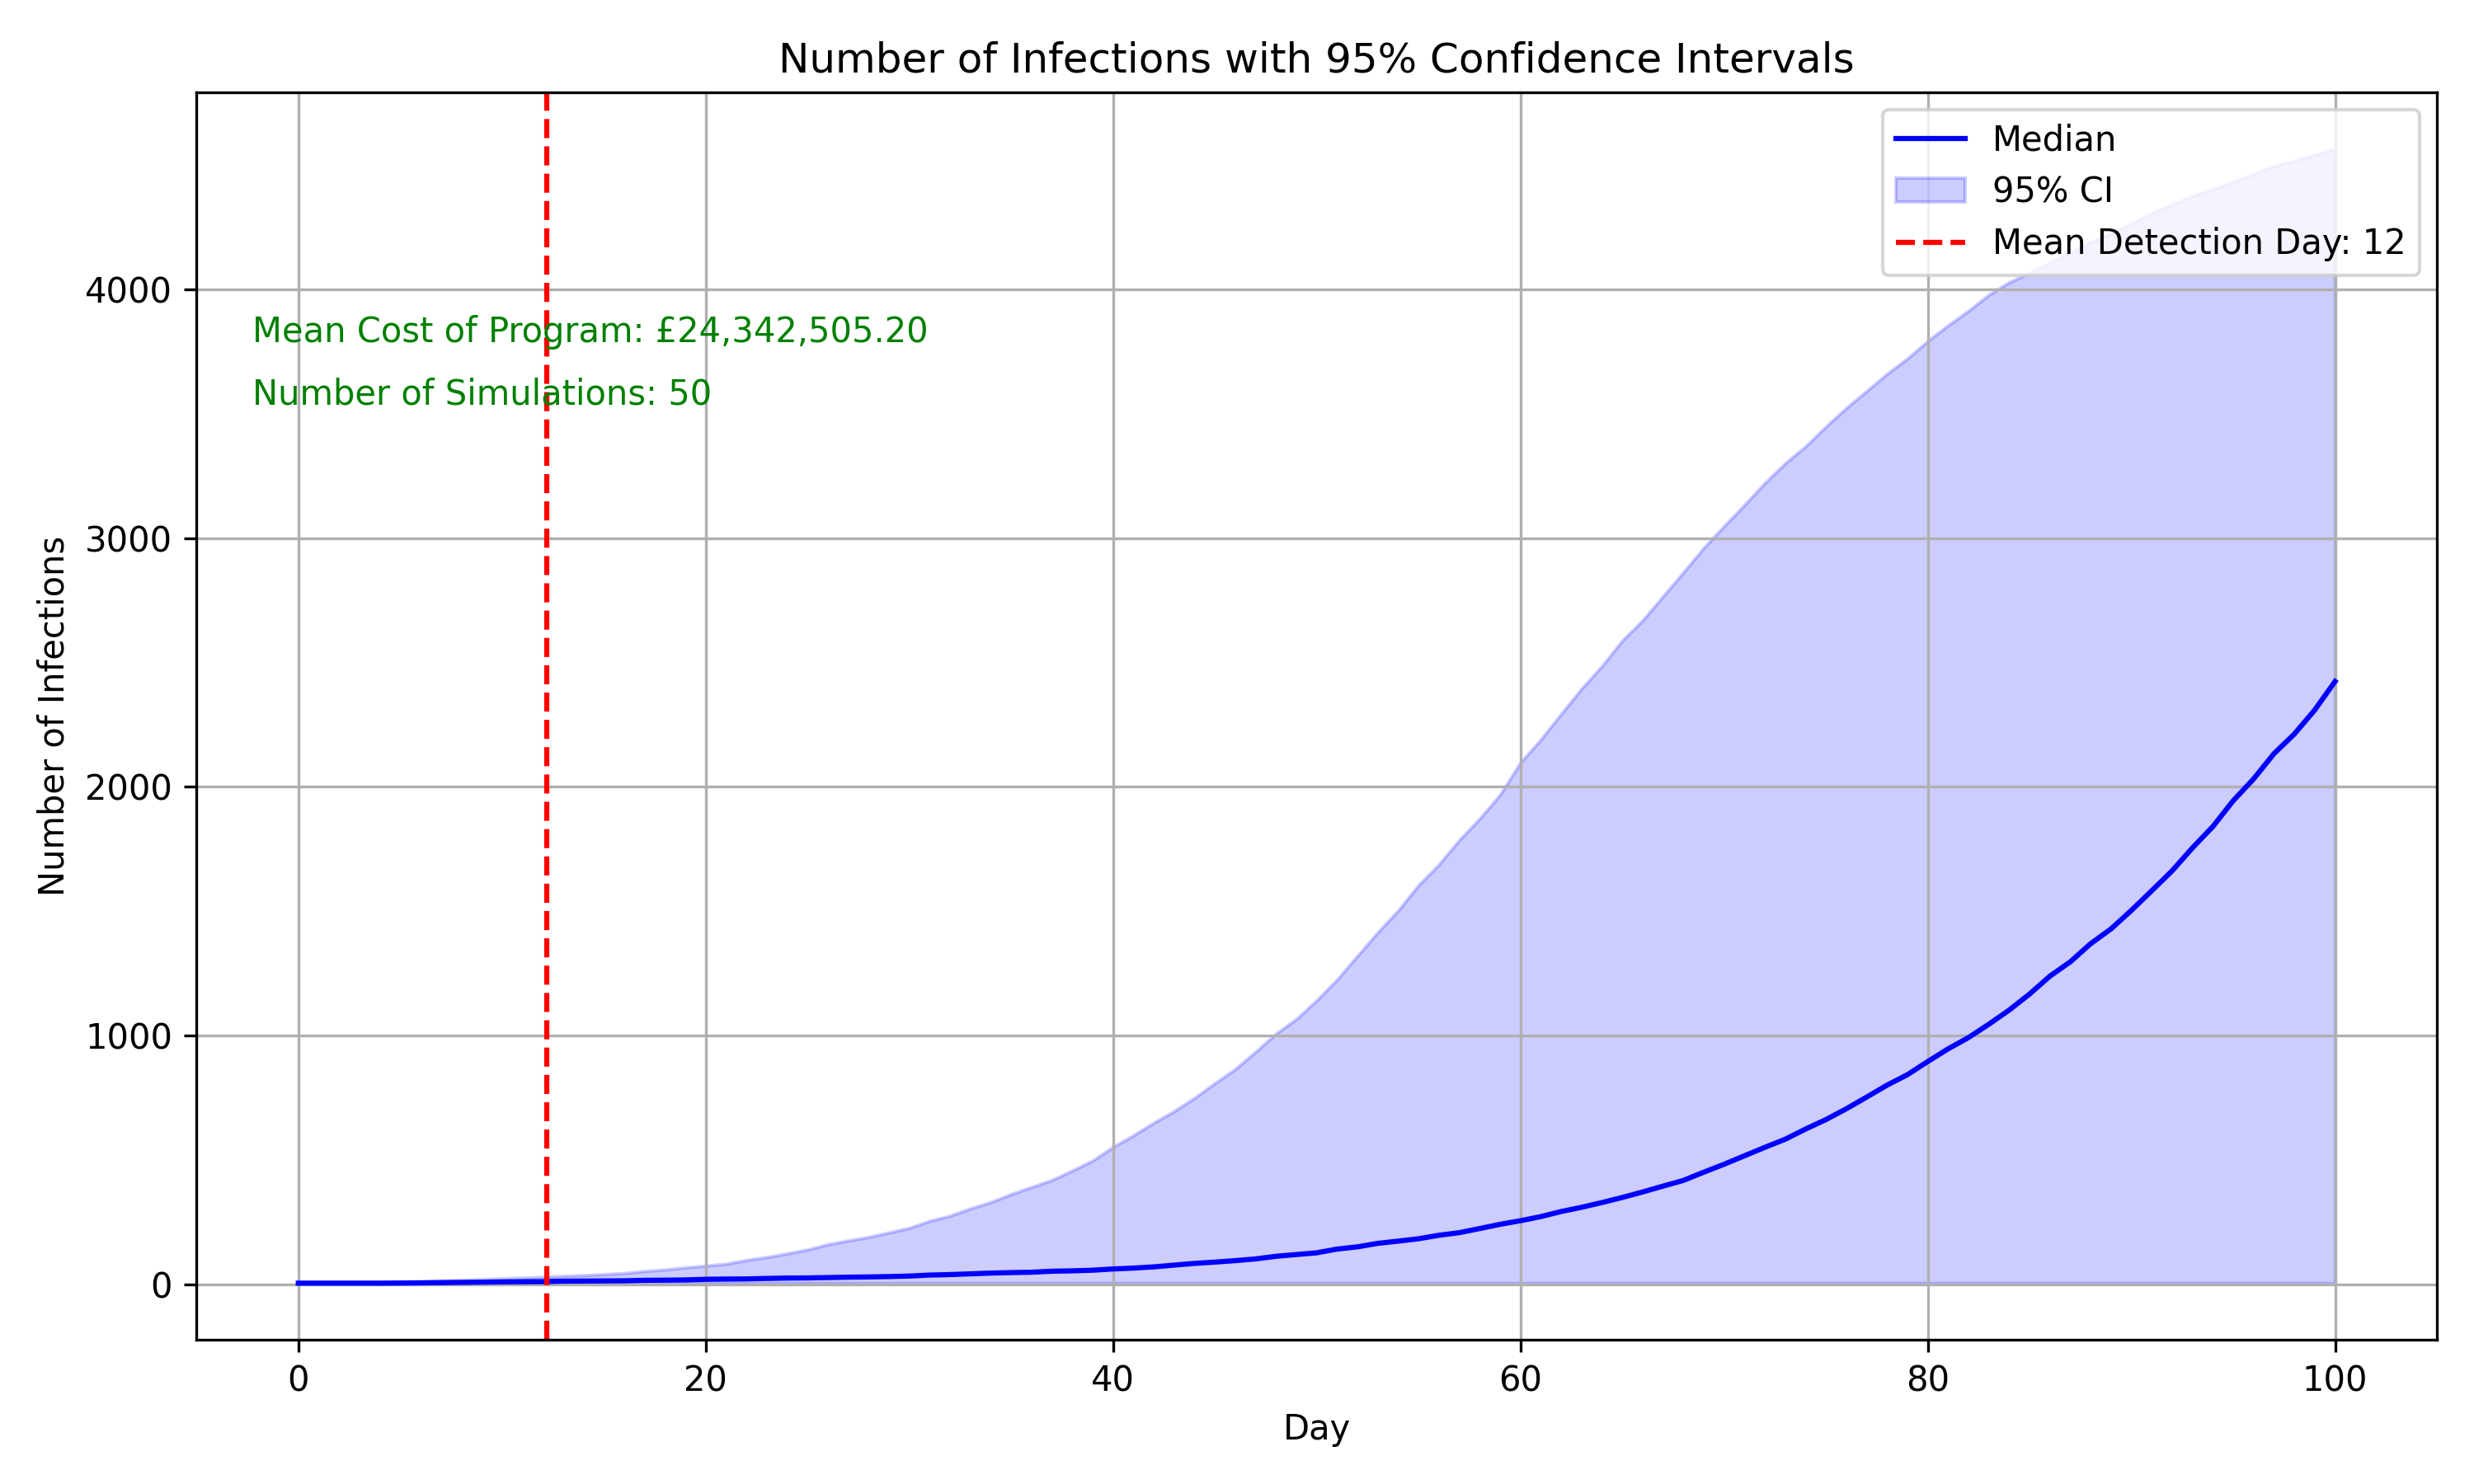 Number of Infections with 95% Confidence Intervals
Median
95% CI
Mean Detection Day: 12
Mean Cost of Program: £24,342,505.20
Number of Simulations: 50
Number of Infections
4000
3000
2000
1000
0
0 20 40 60 80 100
Day